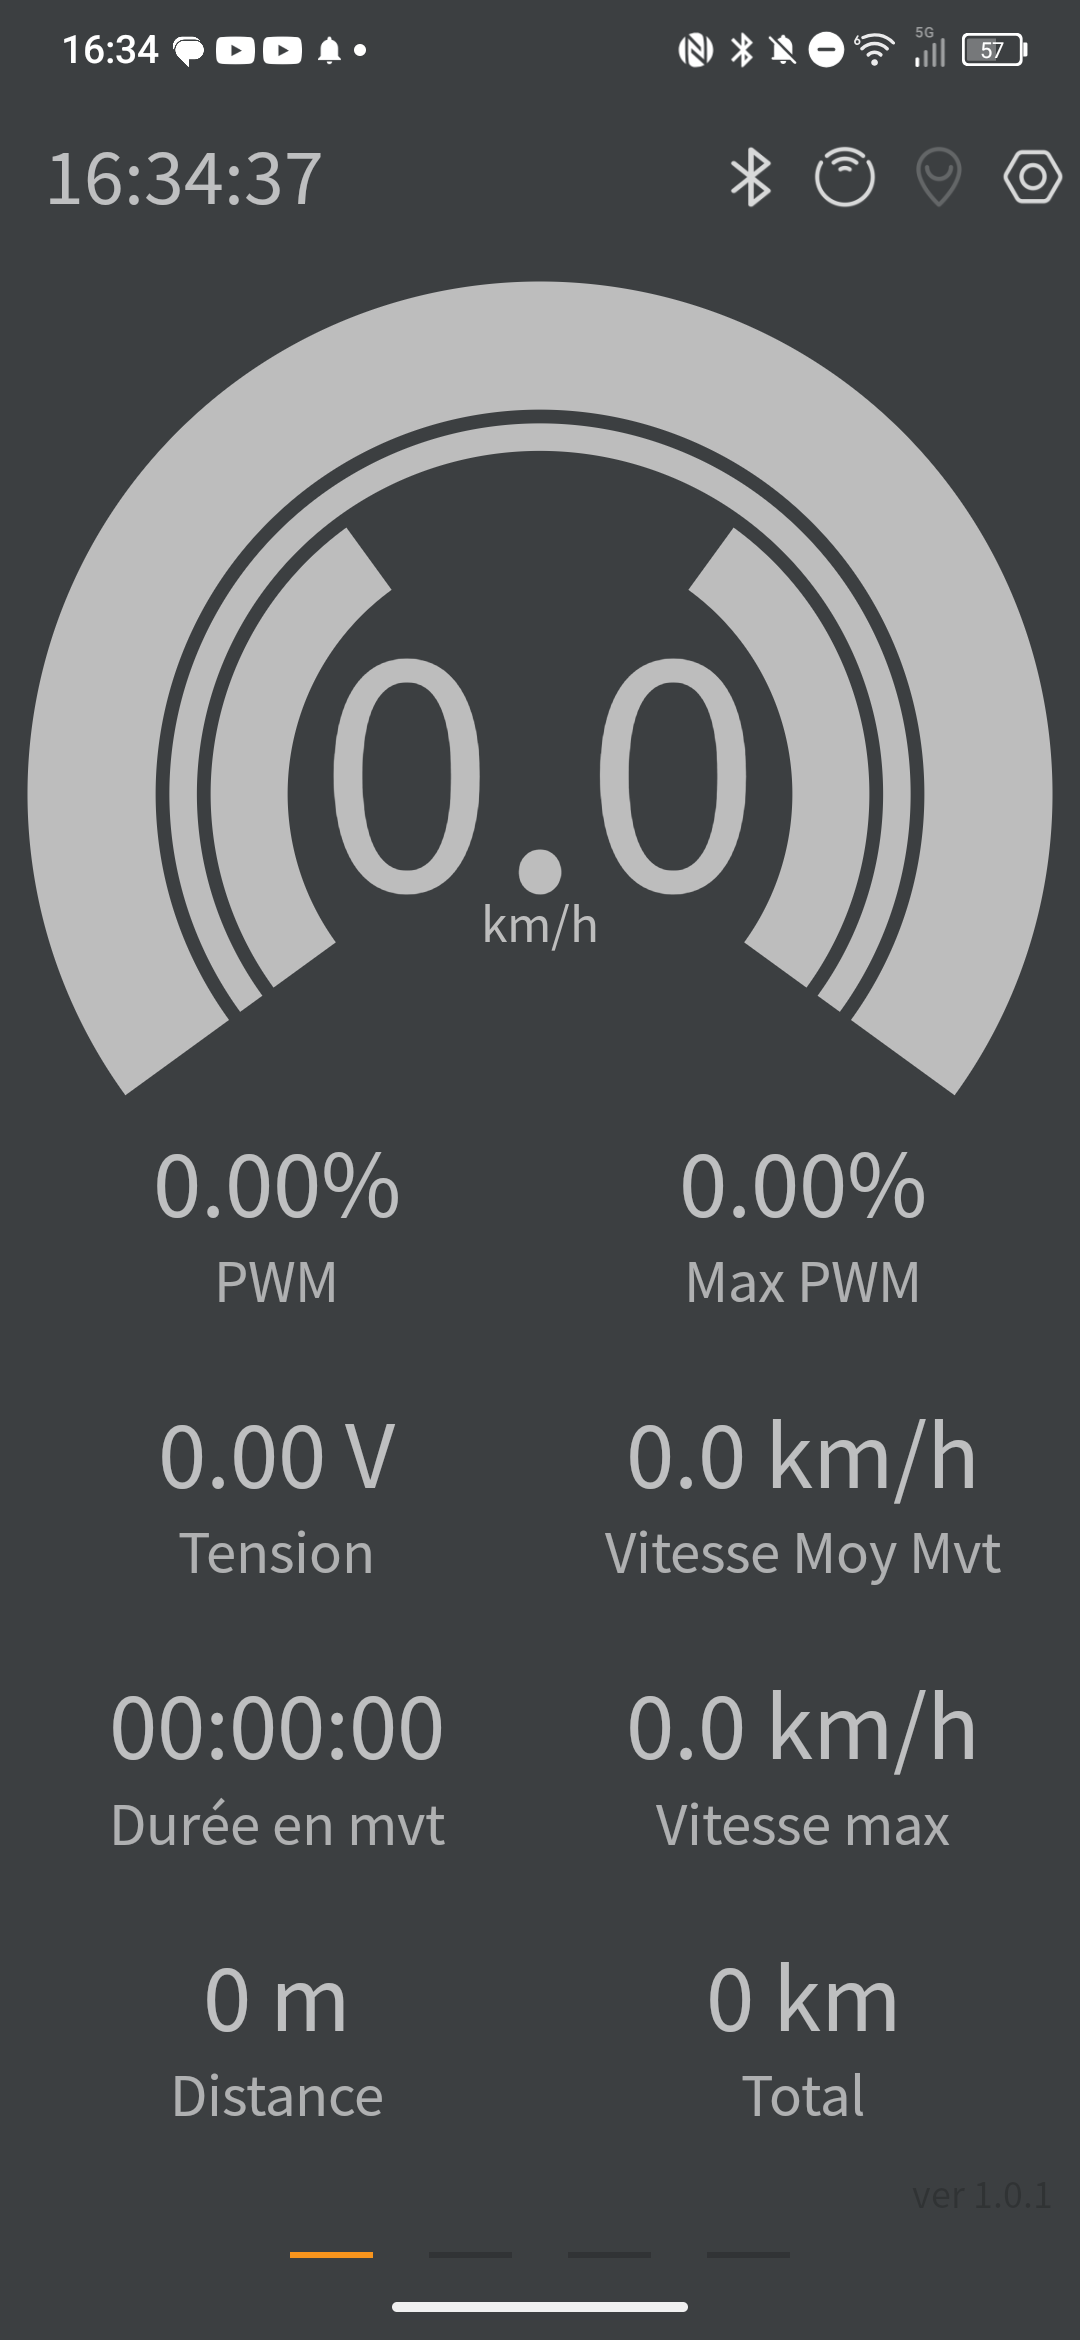 16:34
6
5G
57
16:34:37
0.0
km/h
0.00% 0.00%
PWM Max PWM
0.00 V 0.0 km/h
Tension Vitesse Moy Mvt
00:00:00 0.0 km/h
Durée en mvt Vitesse max
0 m 0 km
Distance Total
ver 1.0.1